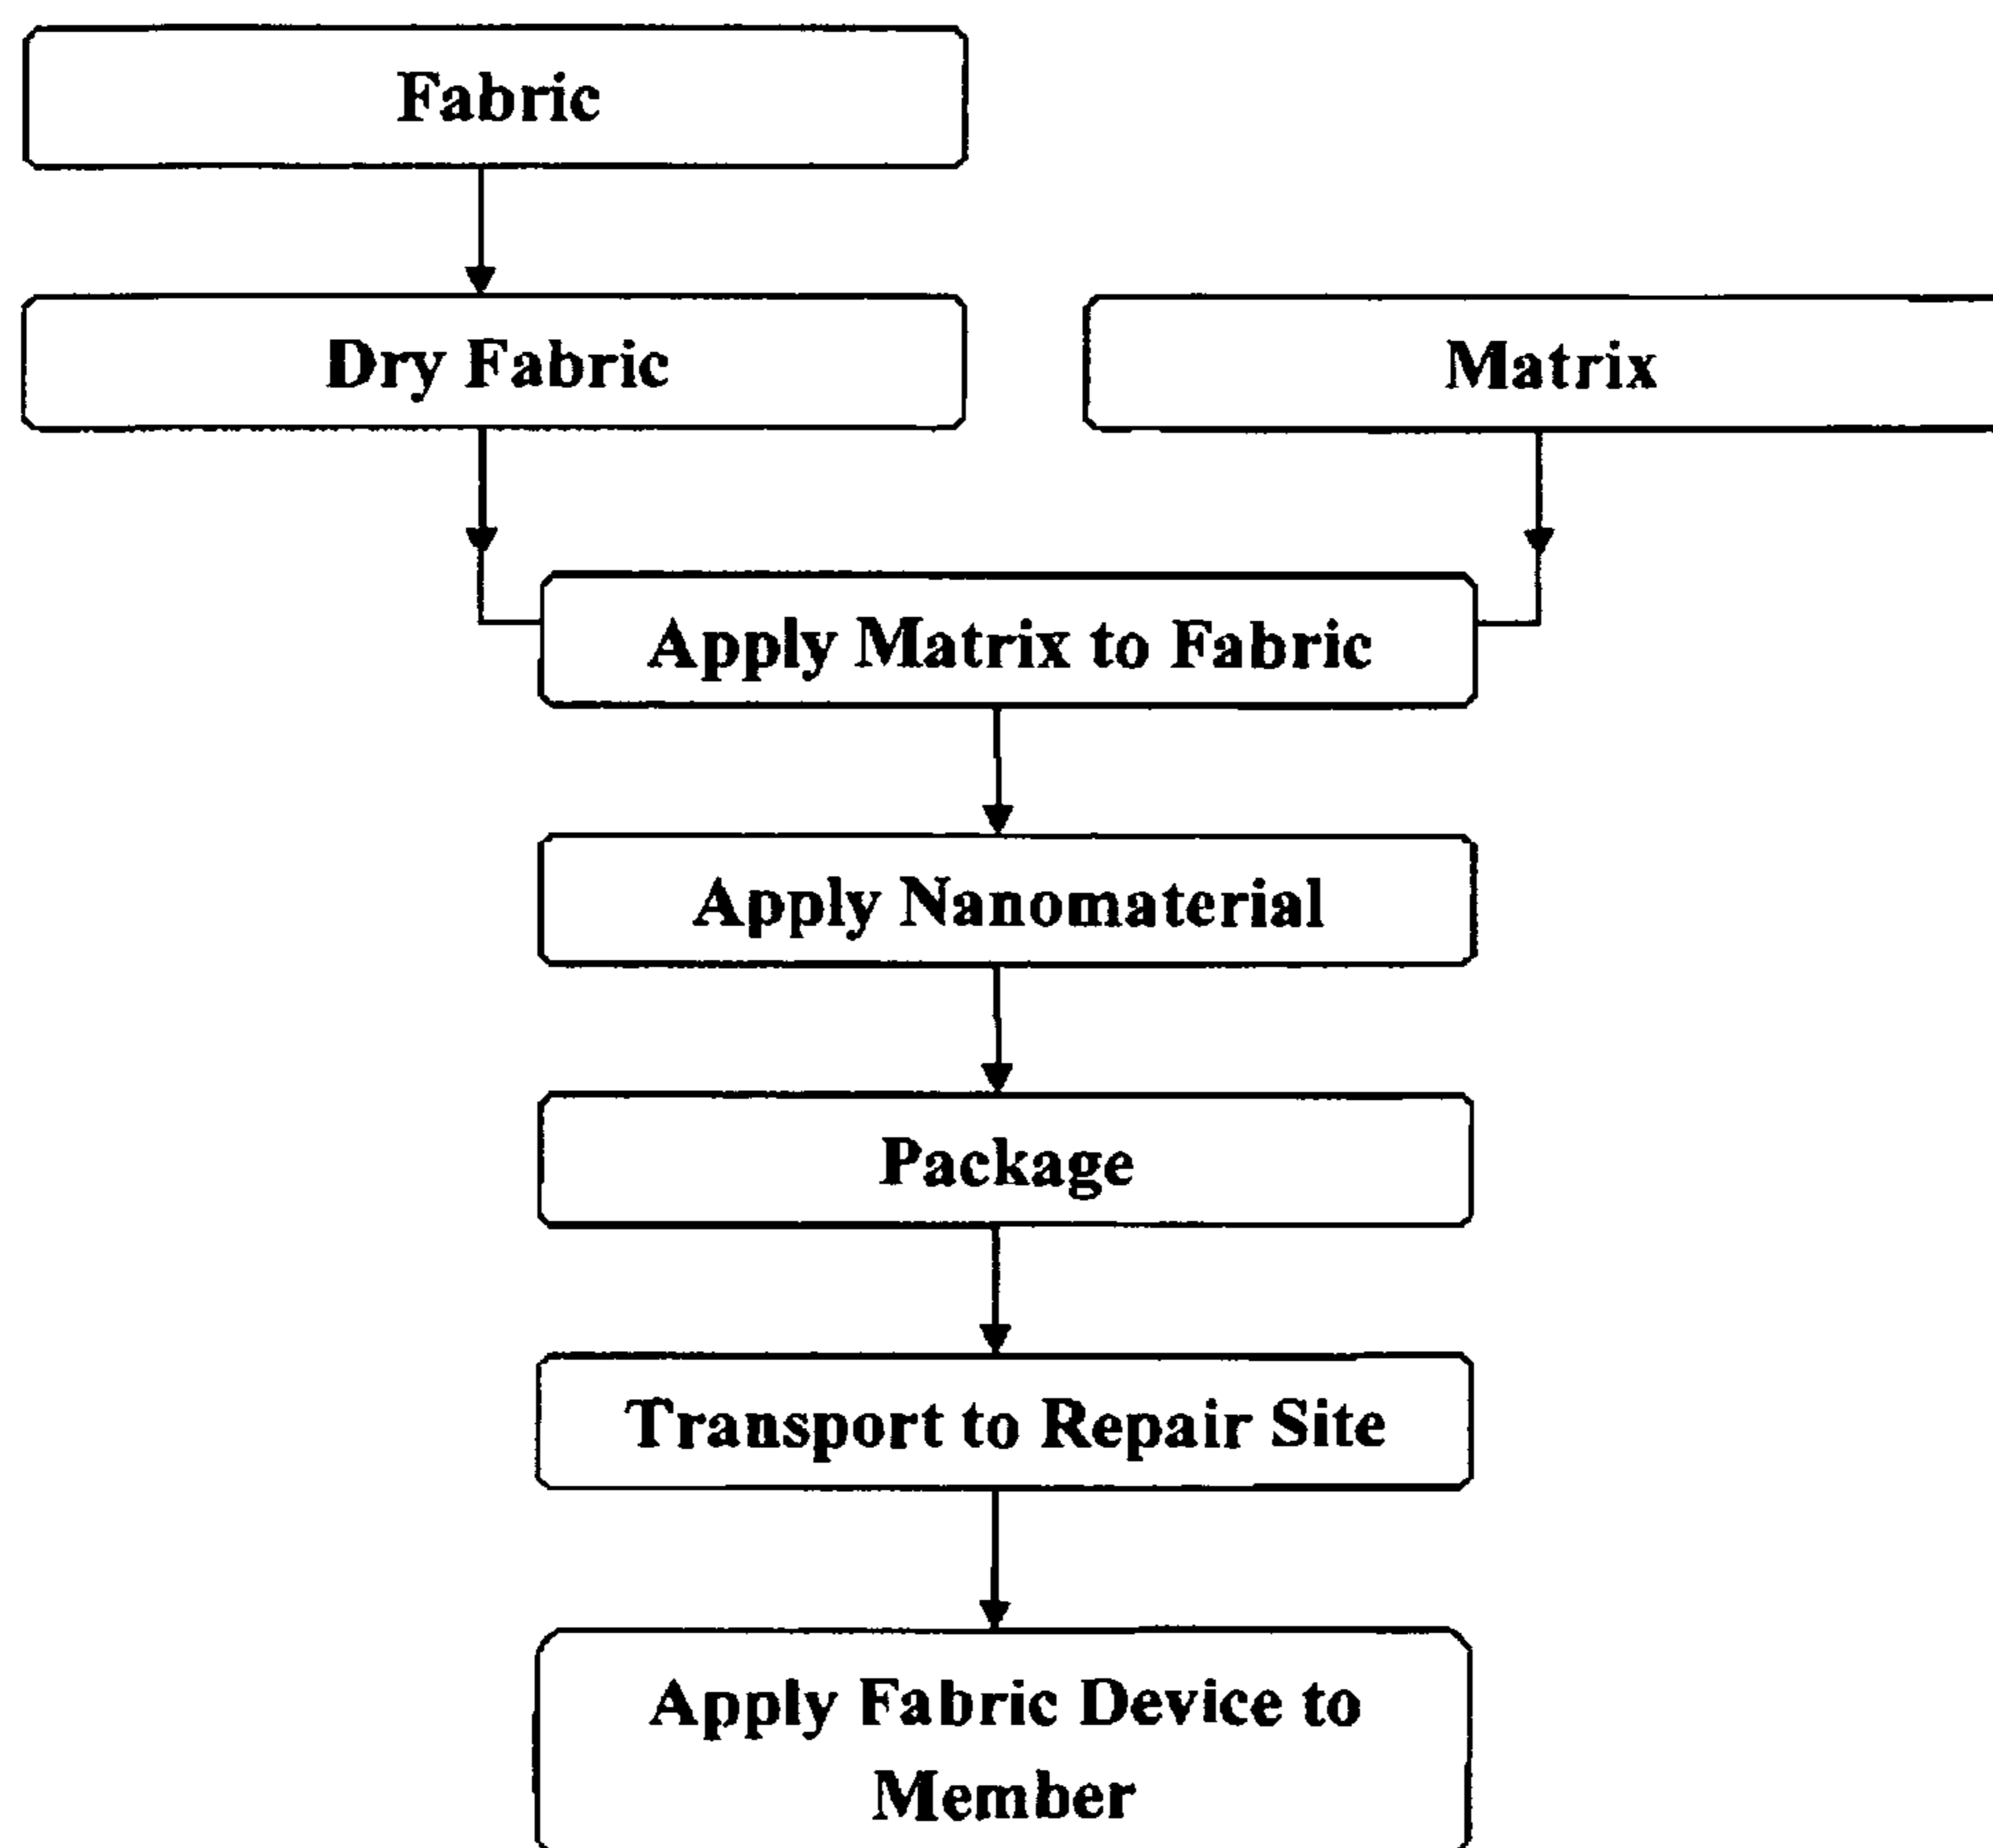 Fabric
Dry Fabric
Matrix
Apply Matrix to Fabric
Apply Nanomaterial
Package
Transport to Repair Site
Apply Fabric Device to
Member